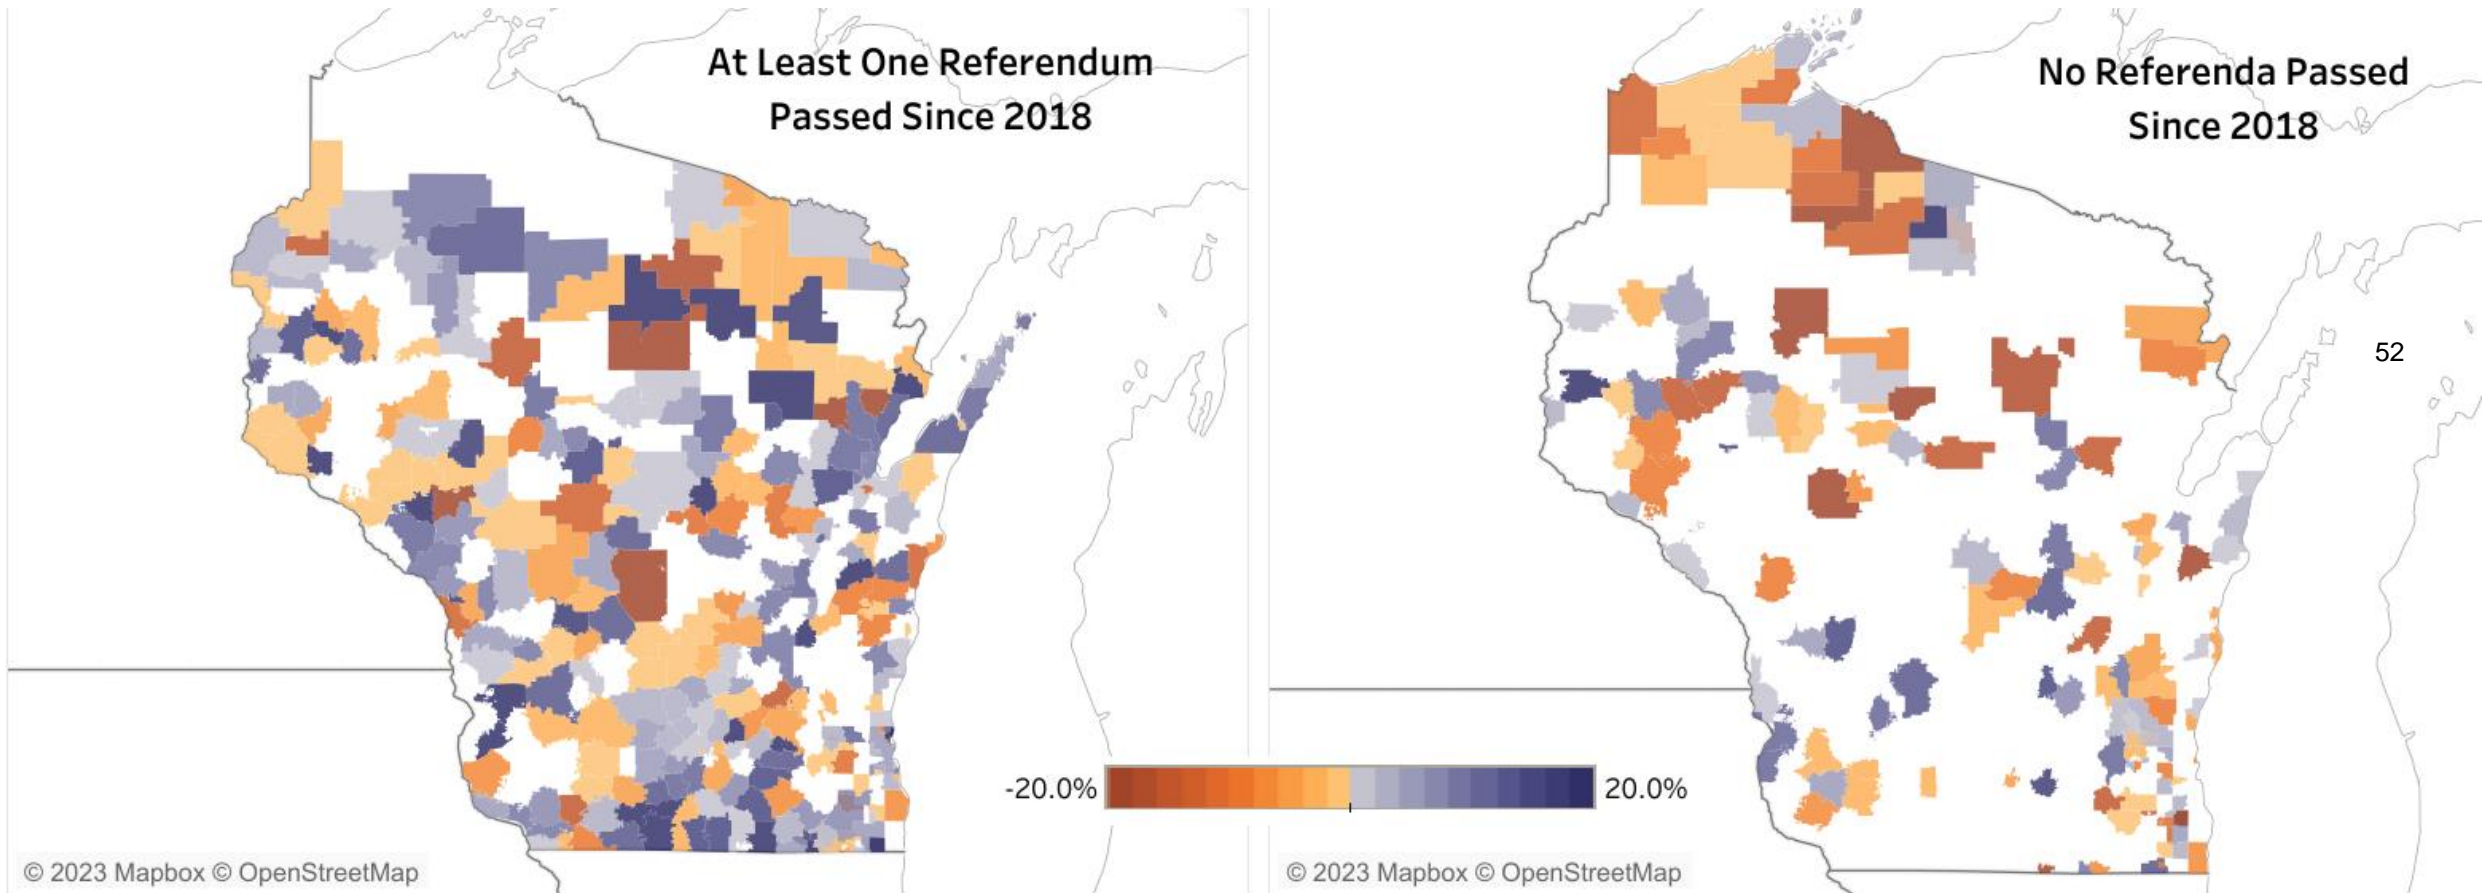 At Least One Referendum
Passed Since 2018
No Referenda Passed
Since 2018
52
-20.0%
20.0%
© 2023 Mapbox © OpenStreetMap
© 2023 Mapbox © OpenStreetMap